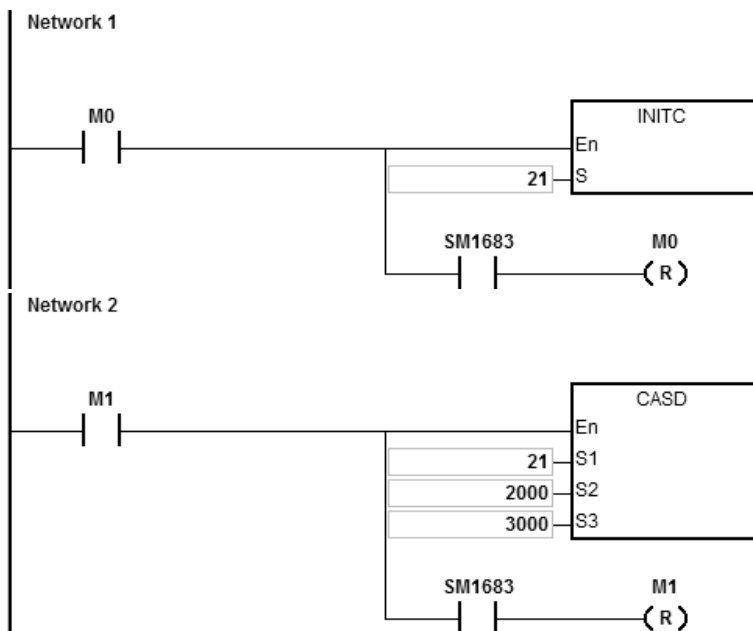 Network 1
M0
INITC
En
21 S
SM1683 M0
R
Network 2
M1
CASD
En
21 S1
2000 S2
3000 S3
SM1683 M1
R